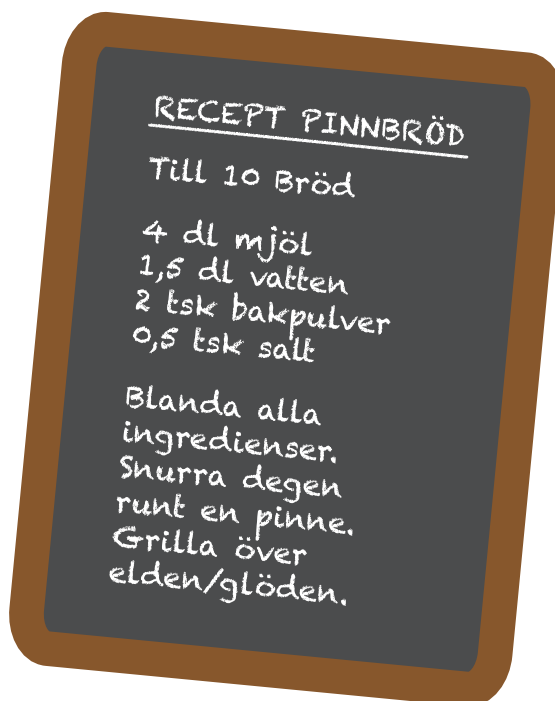 RECEPT PINNBRÖD
Till 10 Bröd
4 dl mjöl
1,5 dl vatten
2 tsk bakpulver
0,5 tsk salt
Blanda alla
ingredienser.
Snurra degen
runt en pinne.
Grilla över
elden/glöden.